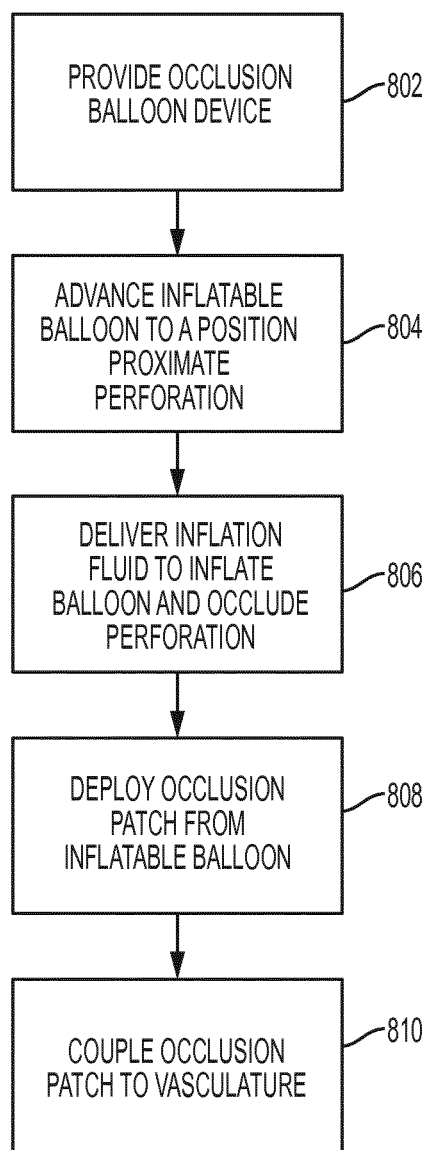 PROVIDE OCCLUSION
BALLOON DEVICE
802
ADVANCE INFLATABLE
BALLOON TO A POSITION
PROXIMATE
PERFORATION
804
DELIVER INFLATION
FLUID TO INFLATE
BALLOON AND OCCLUDE
PERFORATION
806
DEPLOY OCCLUSION
PATCH FROM
INFLATABLE BALLOON
808
COUPLE OCCLUSION
PATCH TO VASCULATURE
810